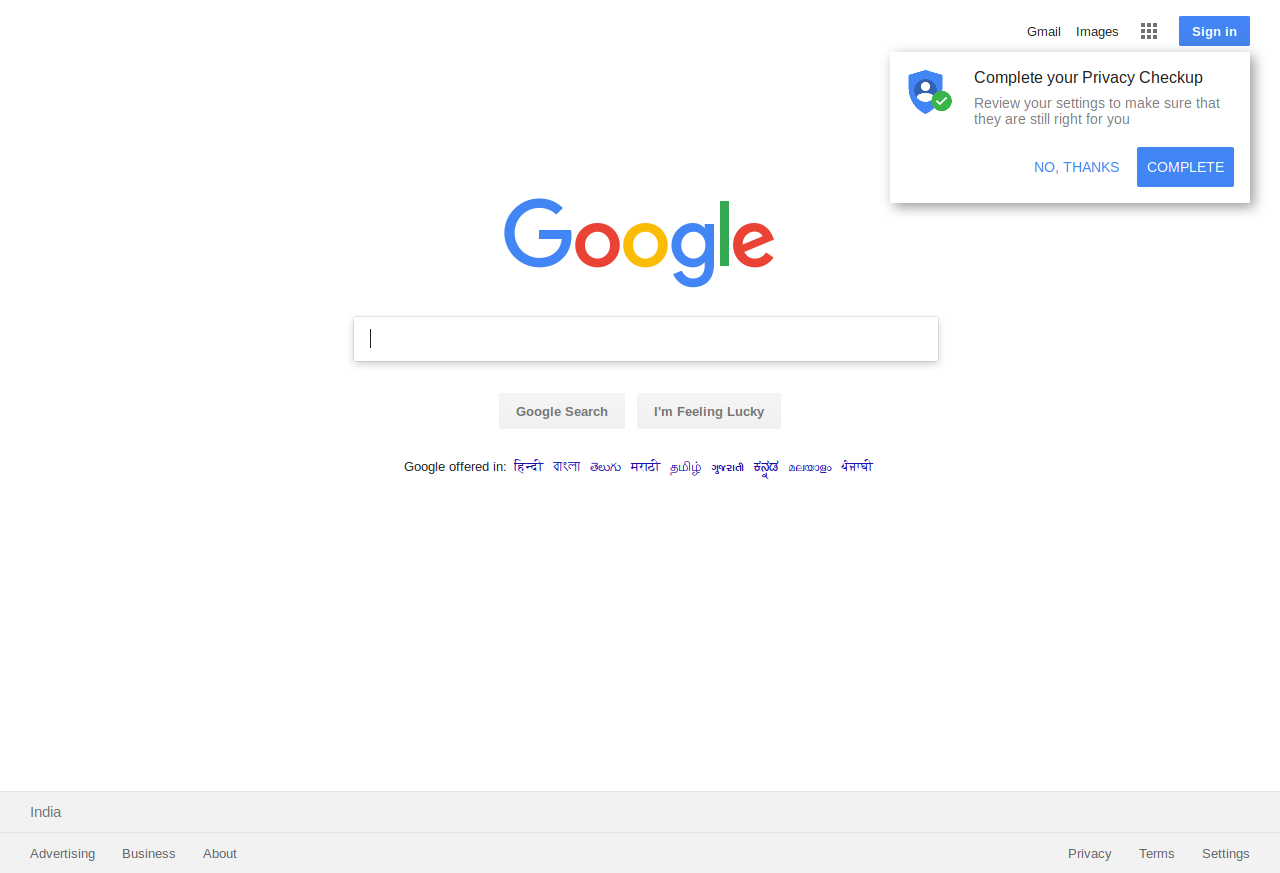 Gmail Images Sign in
Complete your Privacy Checkup
Review your settings to make sure that
they are still right for you
NO, THANKS COMPLETE
Google
Google Search I'm Feeling Lucky
Google offered in: हिन्दी বাংলা తెలుగు मराठी தமிழ் ગુજરાતી ಕನ್ನಡ മലയാളം ਪੰਜਾਬੀ
India
Advertising Business About Privacy Terms Settings